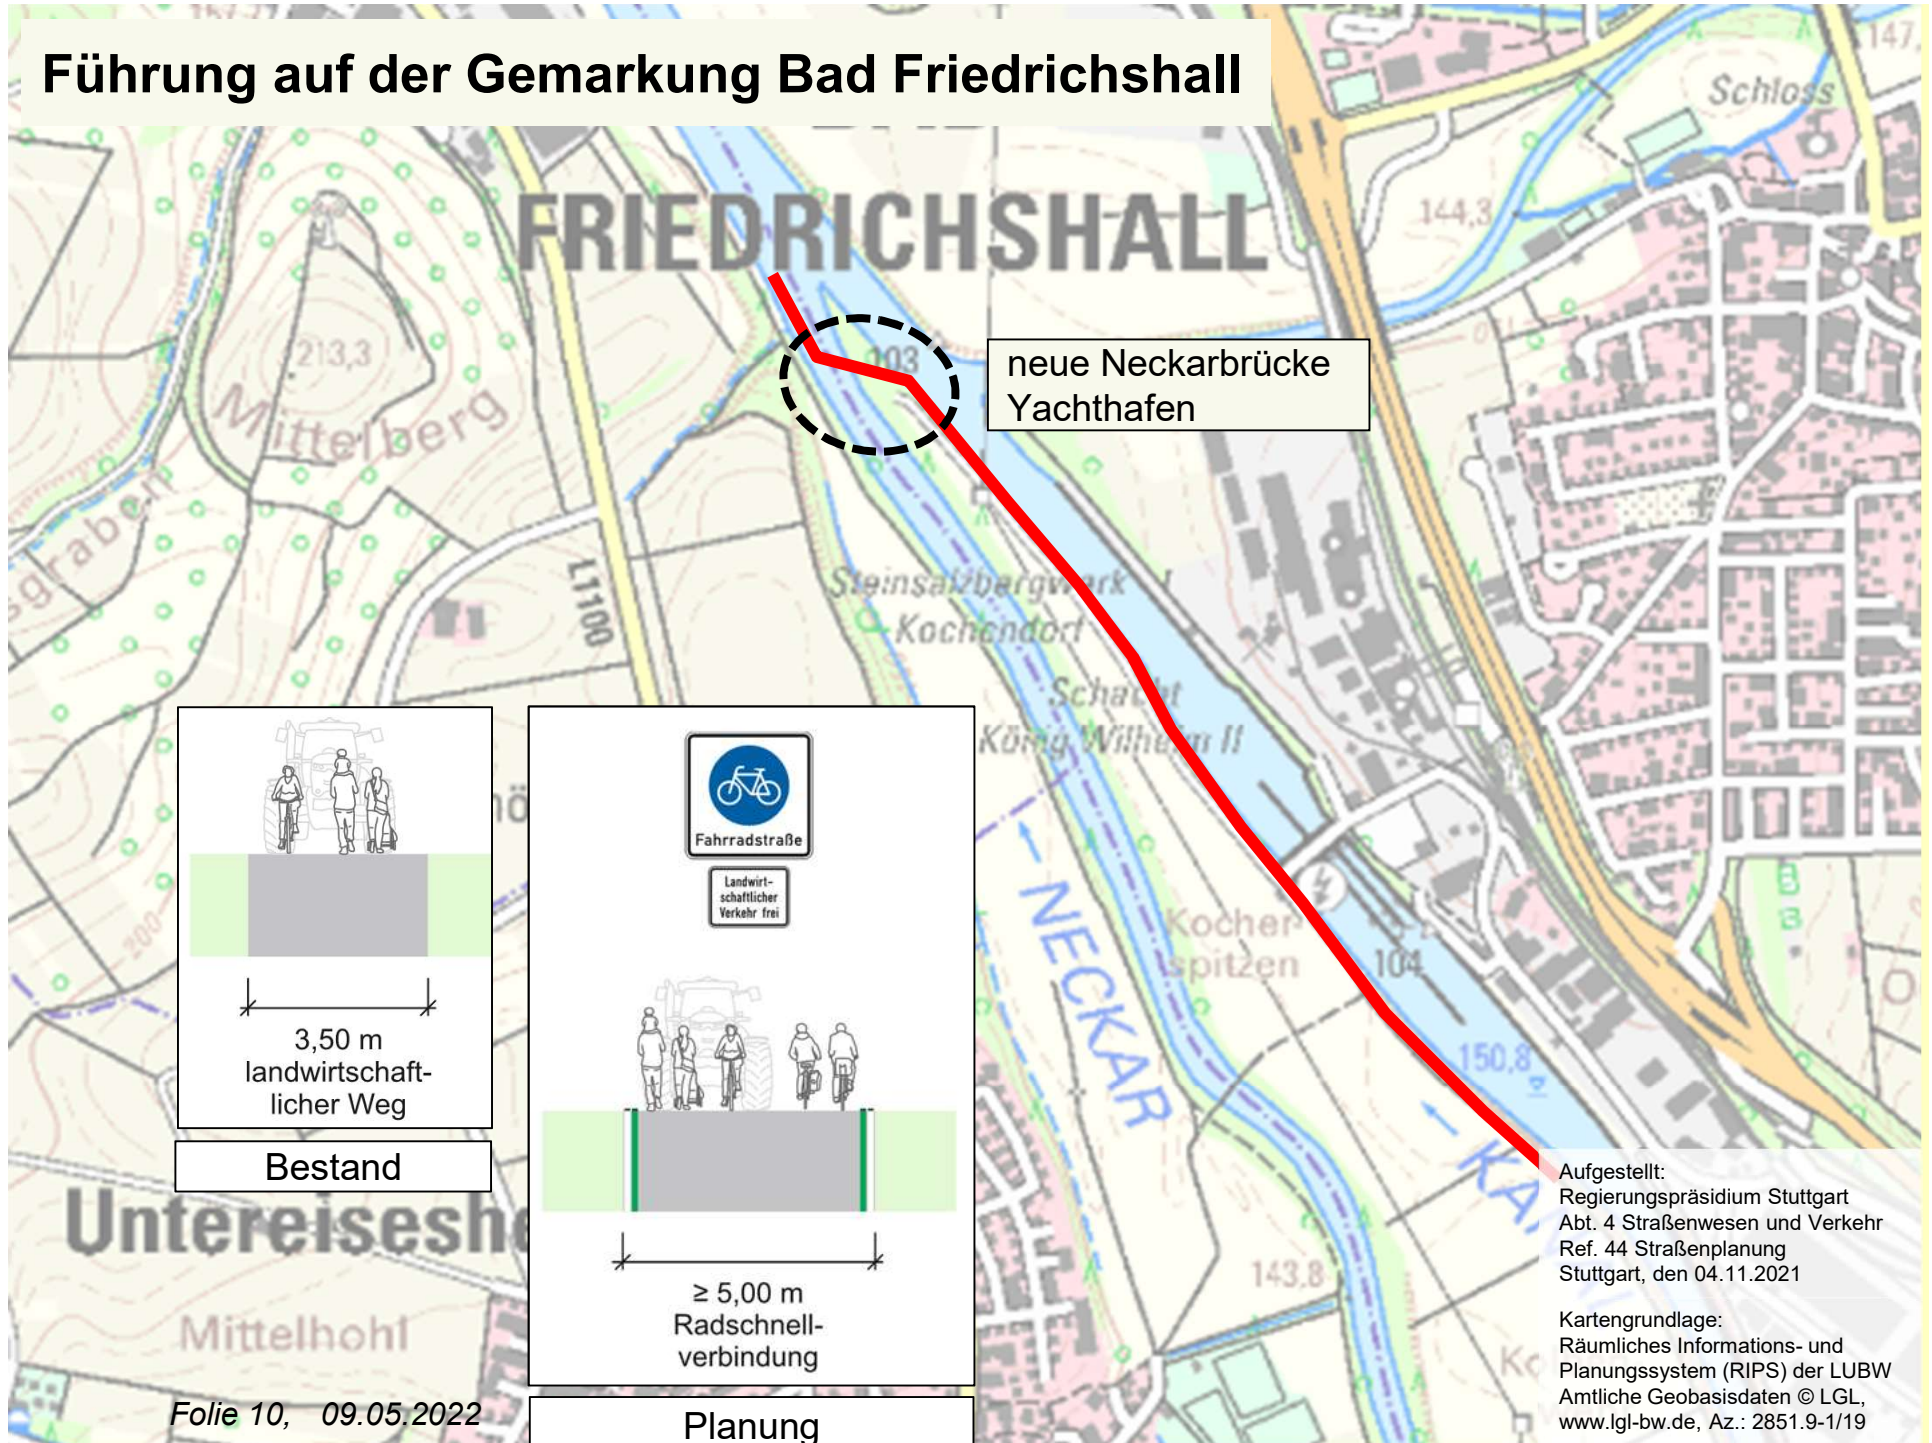 Führung auf der Gemarkung Bad Friedrichshall
147,
Schloss
FRIEDRICHSHALL
144,3
213,3
Mittelberg
103
neue Neckarbrücke
Yachthafen
sgraben
L1100
Steinsalzbergwerk
Kochendorf
Schacht
König Wilhelm II
Fahrradstraße
Landwirt-
schaftlicher
Verkehr frei
200
NECKAR
Kocher-
spitzen
104
150,8
3,50 m
landwirtschaft-
licher Weg
Bestand
Untereisesh
KA
143,8
≥ 5,00 m
Radschnell-
verbindung
Planung
Mittelhohl
Folie 10, 09.05.2022
Aufgestellt:
Regierungspräsidium Stuttgart
Abt. 4 Straßenwesen und Verkehr
Ref. 44 Straßenplanung
Stuttgart, den 04.11.2021
Kartengrundlage:
Räumliches Informations- und
Planungssystem (RIPS) der LUBW
Amtliche Geobasisdaten © LGL,
www.lgl-bw.de, Az.: 2851.9-1/19